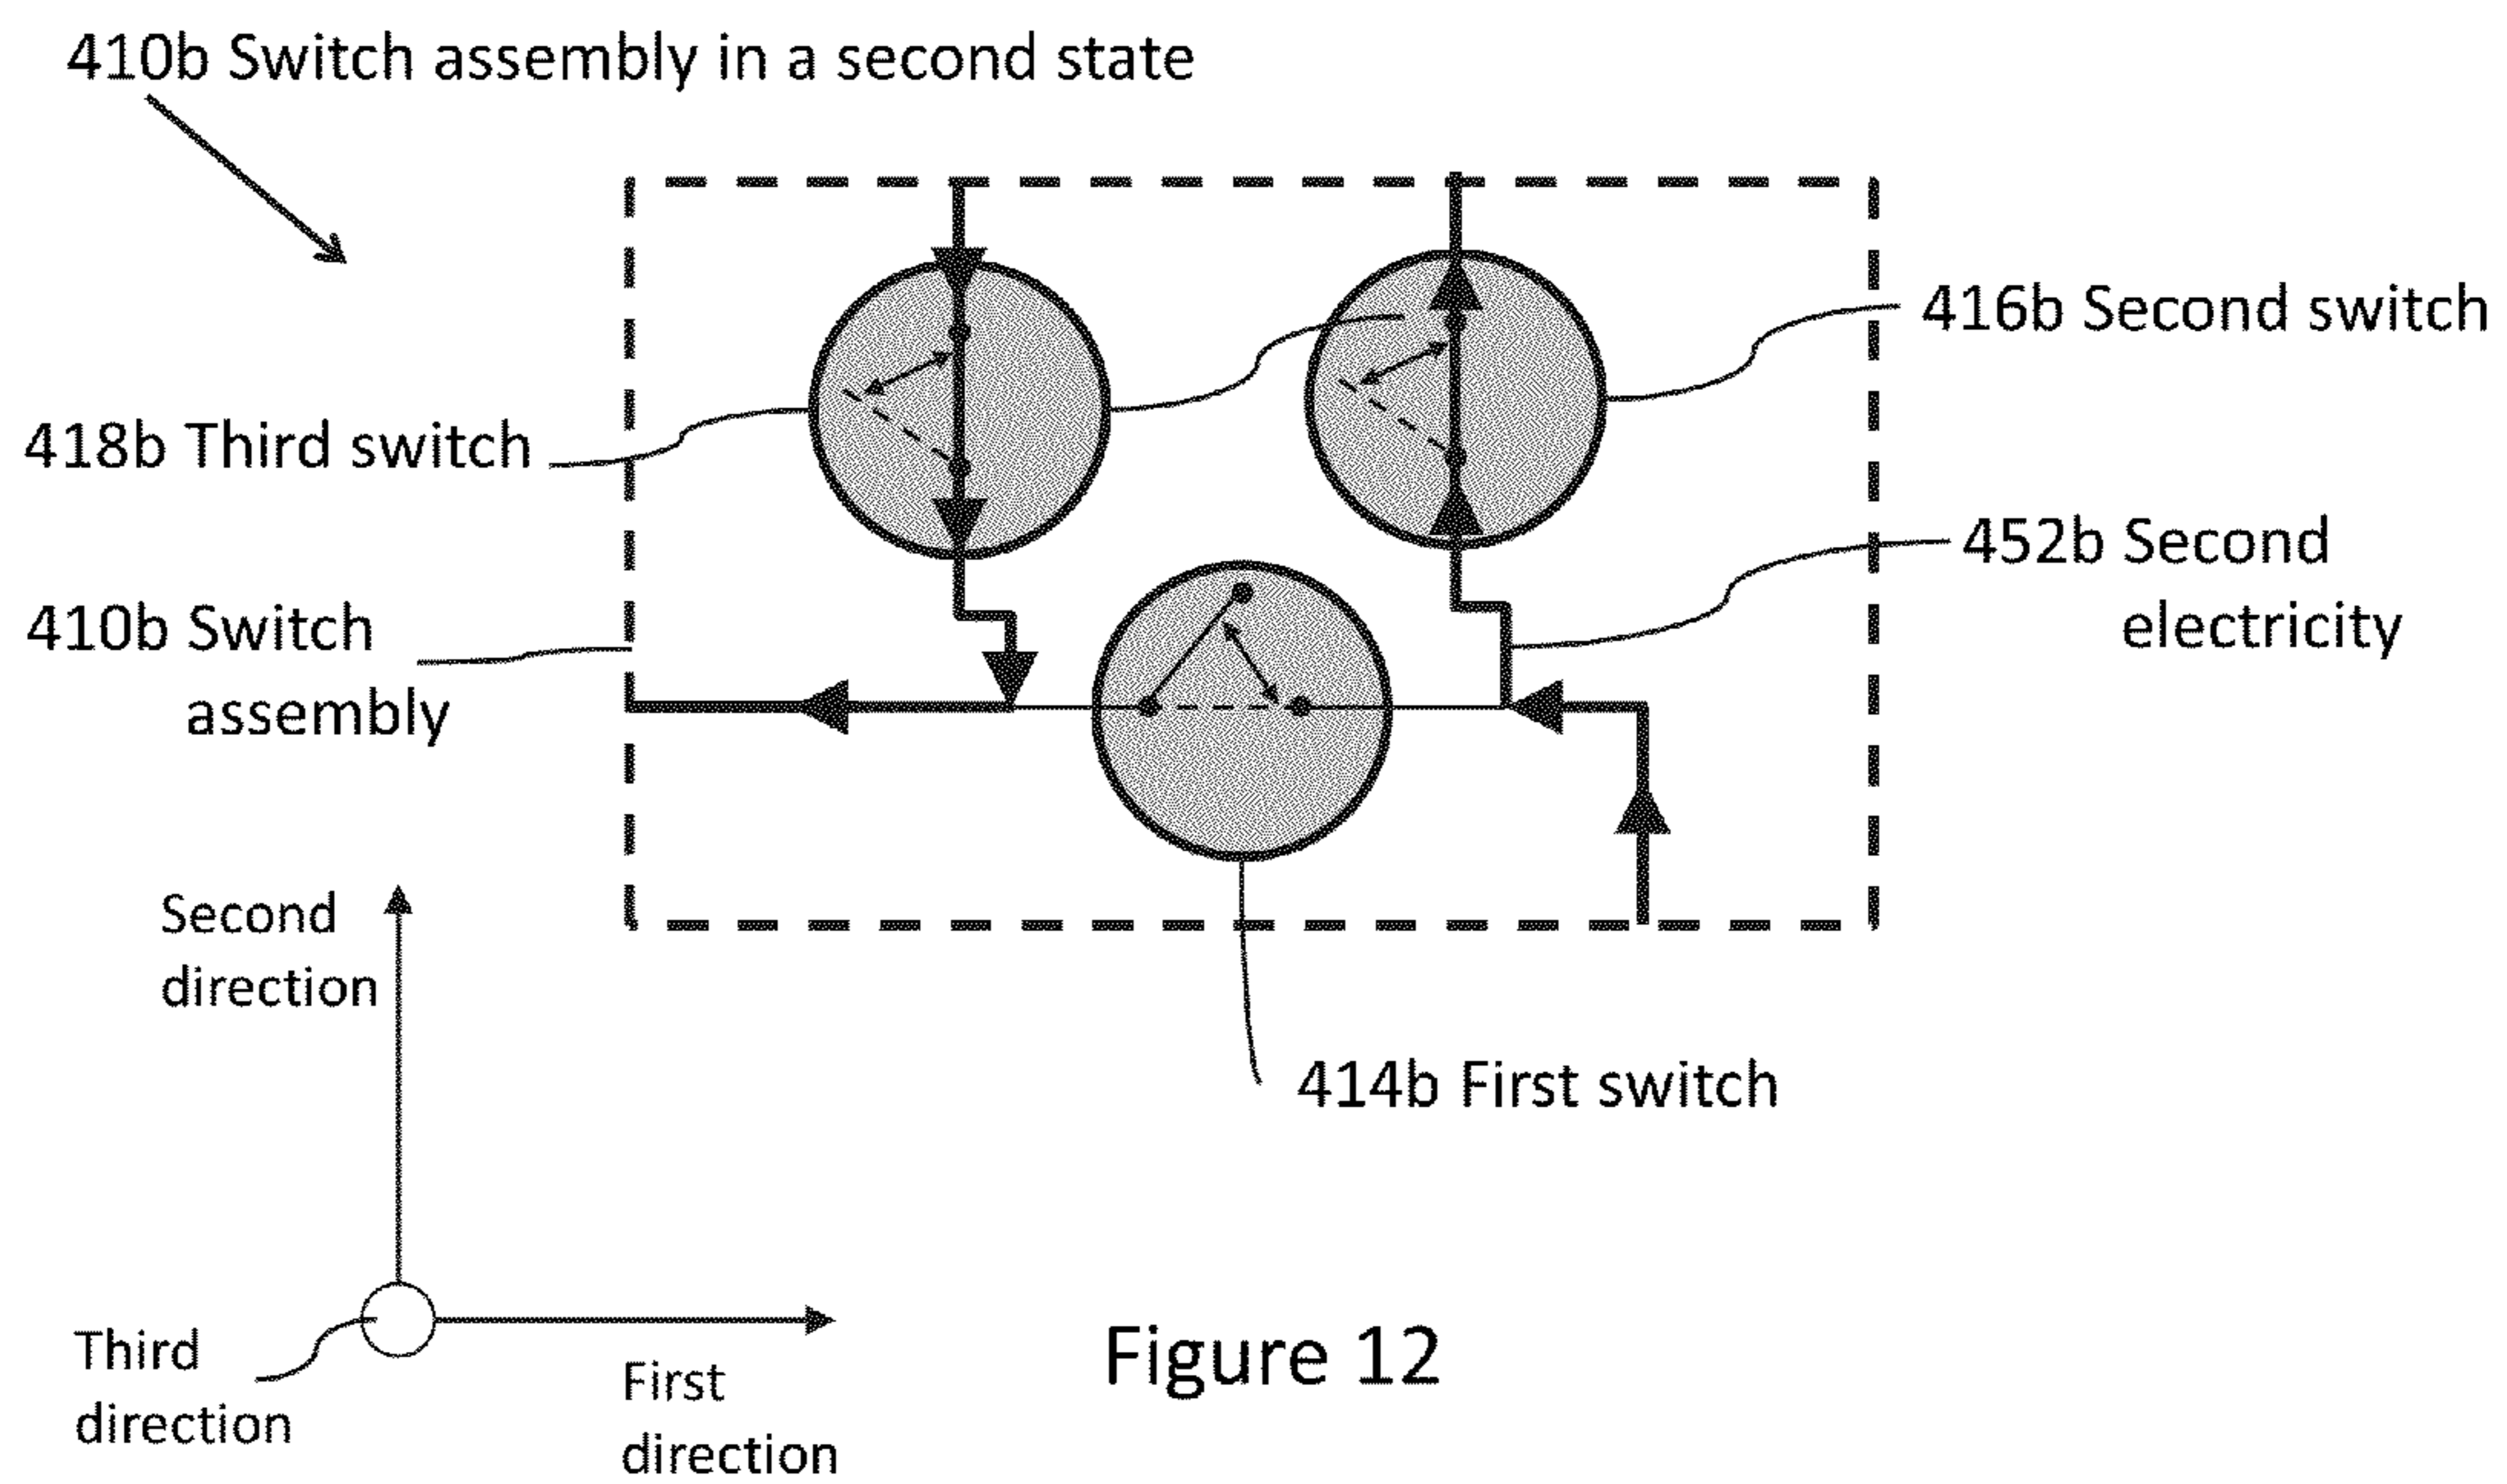 410b Switch assembly in a second state
416b Second switch
418b Third switch
452b Second
electricity
410b Switch
assembly
Second
direction
414b First switch
Third
direction
First
direction
Figure 12